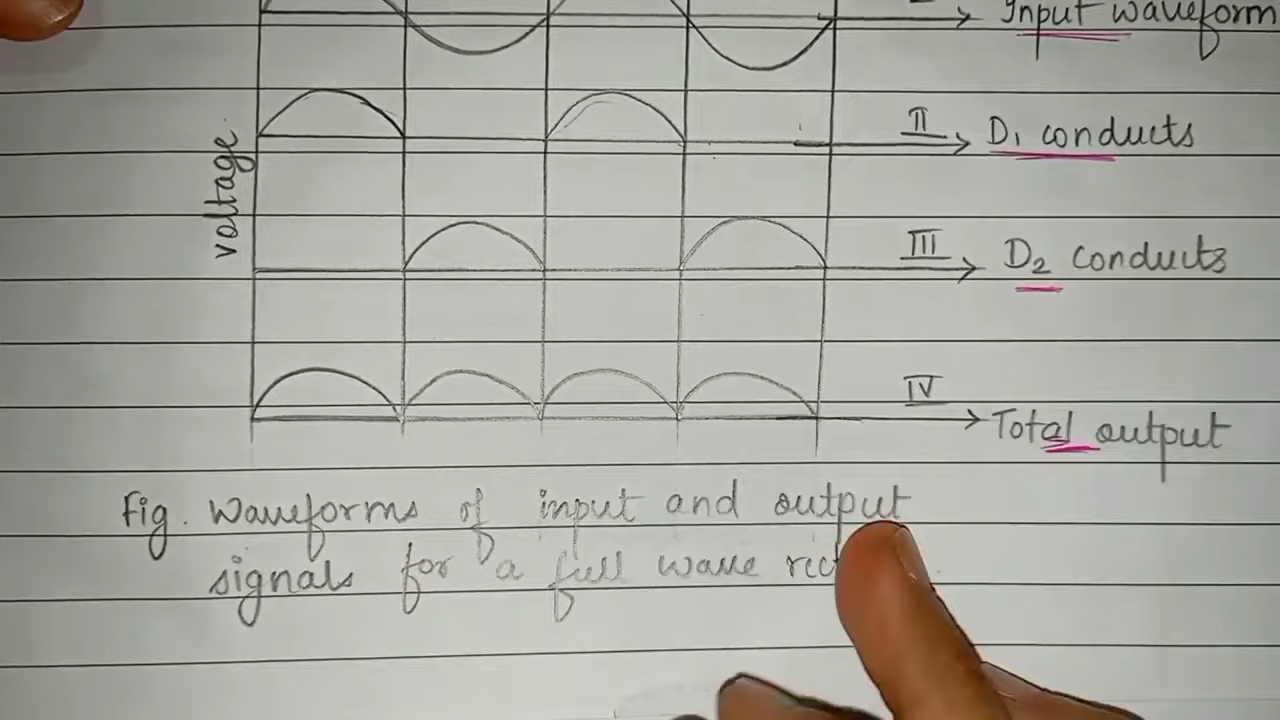 Input waveform
voltage.
II
D1 conducts
III
D2 conducts
IV
Total output
Fig. Waveforms of input and output
signals for a full wave